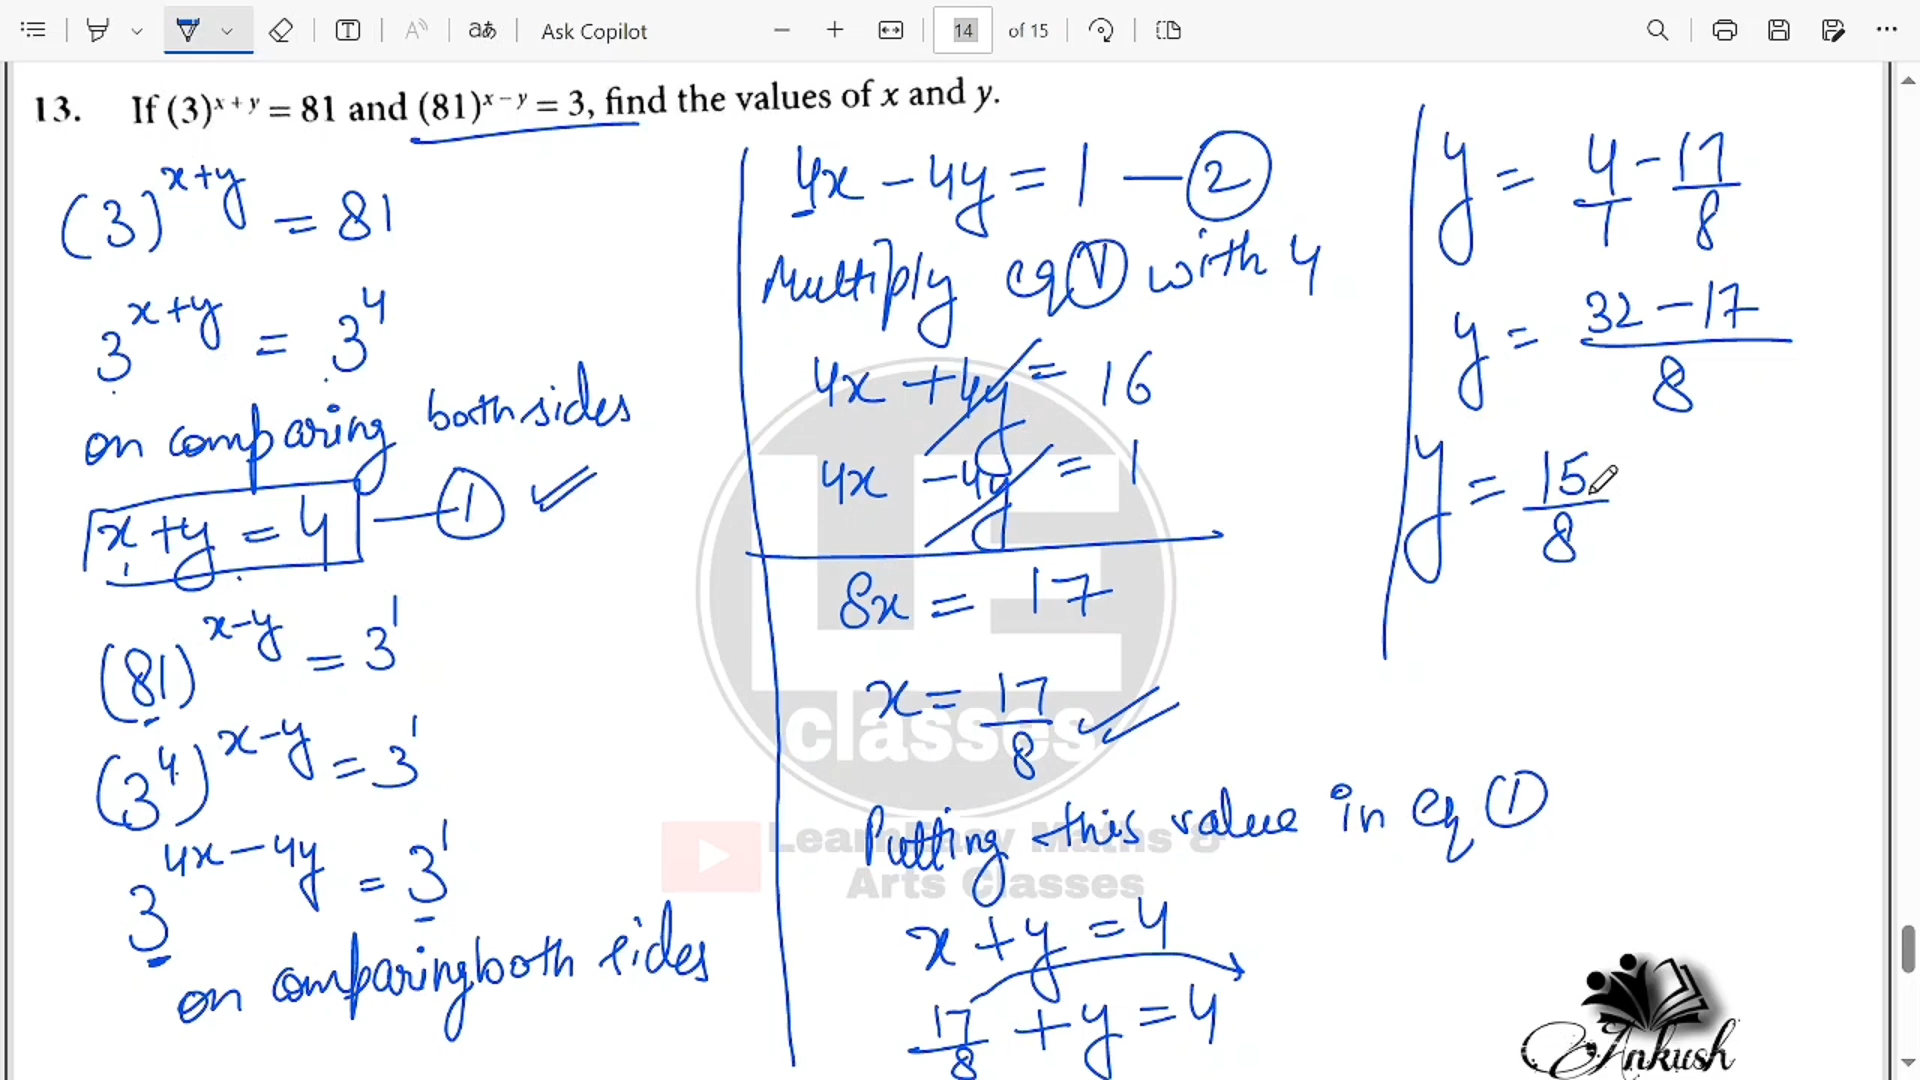 Ask Copilot
14 of 15
13. If (3)^{x+y} = 81 and (81)^{x-y} = 3, find the values of x and y.
(3)^{x+y} = 81
3^{x+y} = 3^4
on comparing both sides
x+y = 4 — ①
(81)^{x-y} = 3^1
(3^4)^{x-y} = 3^1
3^{4x-4y} = 3^1
on comparing both sides
4x - 4y = 1 — ②
Multiply eq ① with 4
4x + 4y = 16
4x - 4y = 1
8x = 17
x = 17/8
Putting this value in eq ①
x + y = 4
17/8 + y = 4
y = 4/1 - 17/8
y = 32 - 17/8
y = 15/8
LE
classes
LearnEasy Maths &
Arts Classes
Ankush